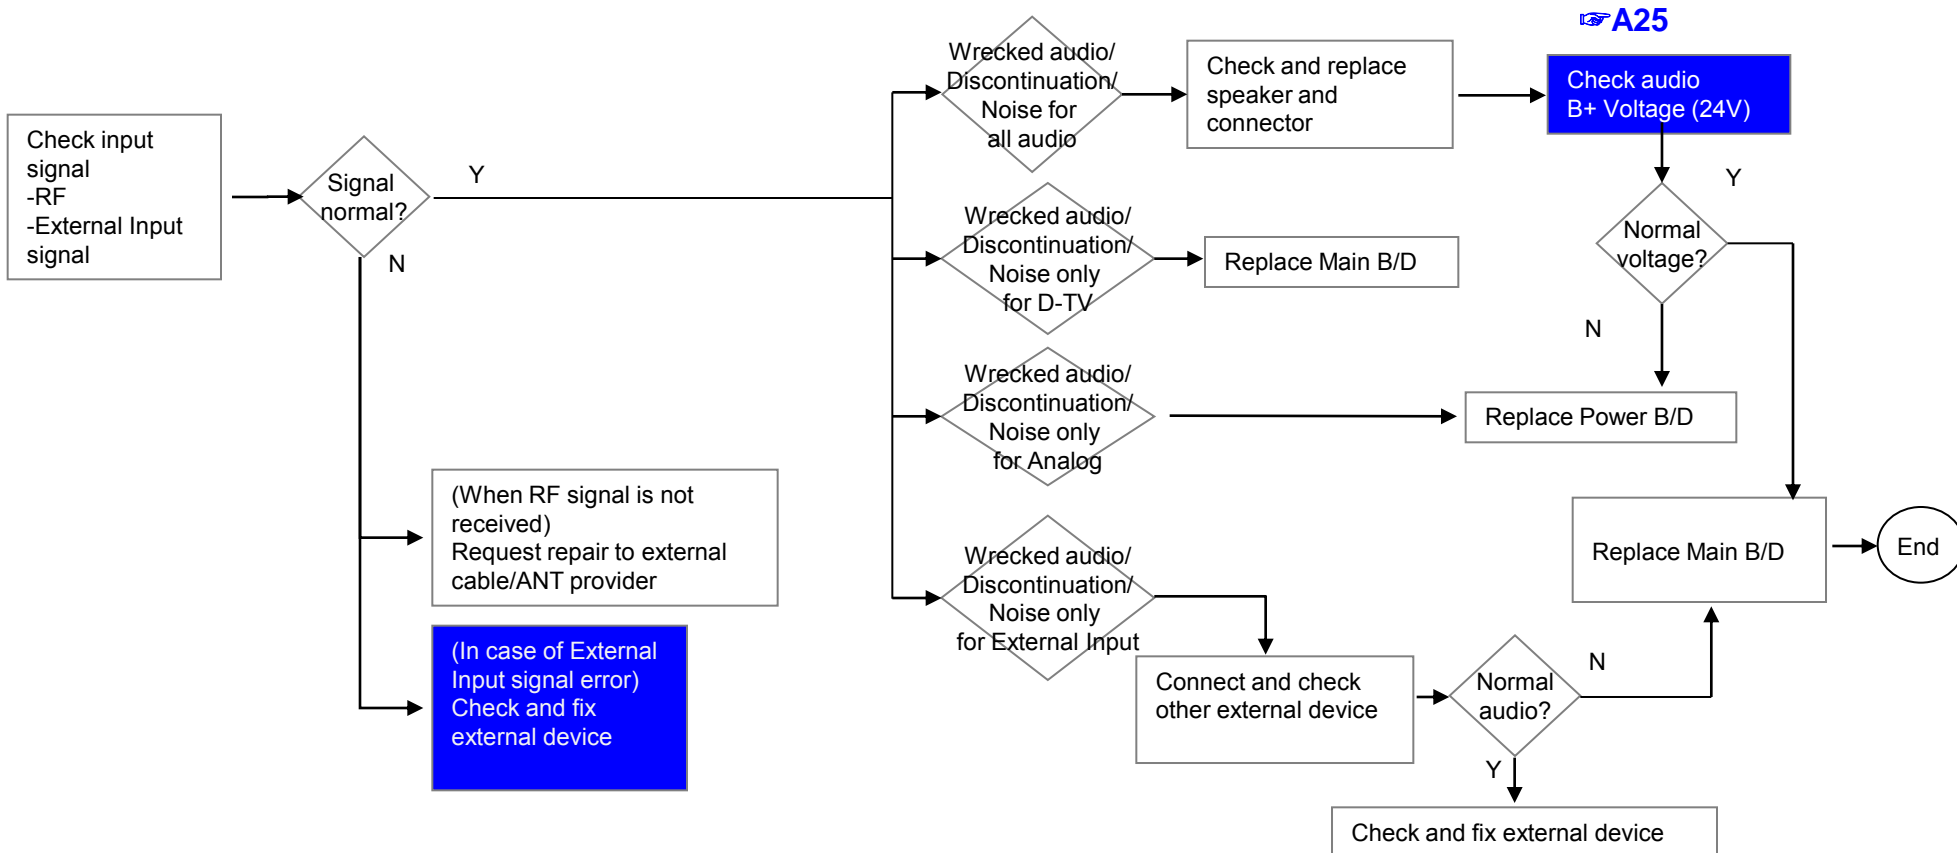 ☞A25
Check input
signal
-RF
-External Input
signal
Signal
normal?
Y
N
(When RF signal is not
received)
Request repair to external
cable/ANT provider
(In case of External
Input signal error)
Check and fix
external device
Wrecked audio/
Discontinuation/
Noise for
all audio
Check and replace
speaker and
connector
Check audio
B+ Voltage (24V)
Normal
voltage?
Y
N
Wrecked audio/
Discontinuation/
Noise only
for D-TV
Replace Main B/D
Wrecked audio/
Discontinuation/
Noise only
for Analog
Replace Power B/D
Wrecked audio/
Discontinuation/
Noise only
for External Input
Connect and check
other external device
Normal
audio?
N
Y
Replace Main B/D
End
Check and fix external device